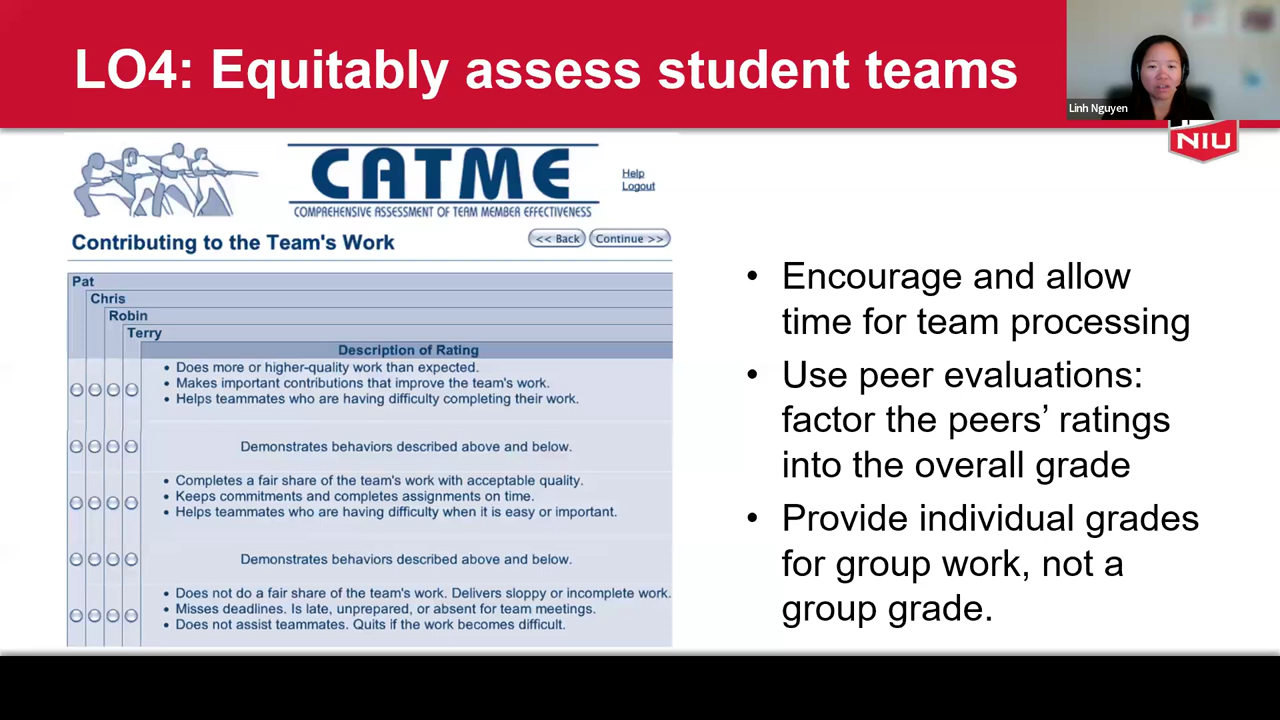 LO4: Equitably assess student teams
Linh Nguyen
NIU
CATME
COMPREHENSIVE ASSESSMENT OF TEAM MEMBER EFFECTIVENESS
Help
Logout
Contributing to the Team's Work
<< Back
Continue >>
Pat
Chris
Robin
Terry
Description of Rating
• Does more or higher-quality work than expected.
• Makes important contributions that improve the team's work.
• Helps teammates who are having difficulty completing their work.
Demonstrates behaviors described above and below.
• Completes a fair share of the team's work with acceptable quality.
• Keeps commitments and completes assignments on time.
• Helps teammates who are having difficulty when it is easy or important.
Demonstrates behaviors described above and below.
• Does not do a fair share of the team's work. Delivers sloppy or incomplete work.
• Misses deadlines. Is late, unprepared, or absent for team meetings.
• Does not assist teammates. Quits if the work becomes difficult.
• Encourage and allow
time for team processing
• Use peer evaluations:
factor the peers’ ratings
into the overall grade
• Provide individual grades
for group work, not a
group grade.